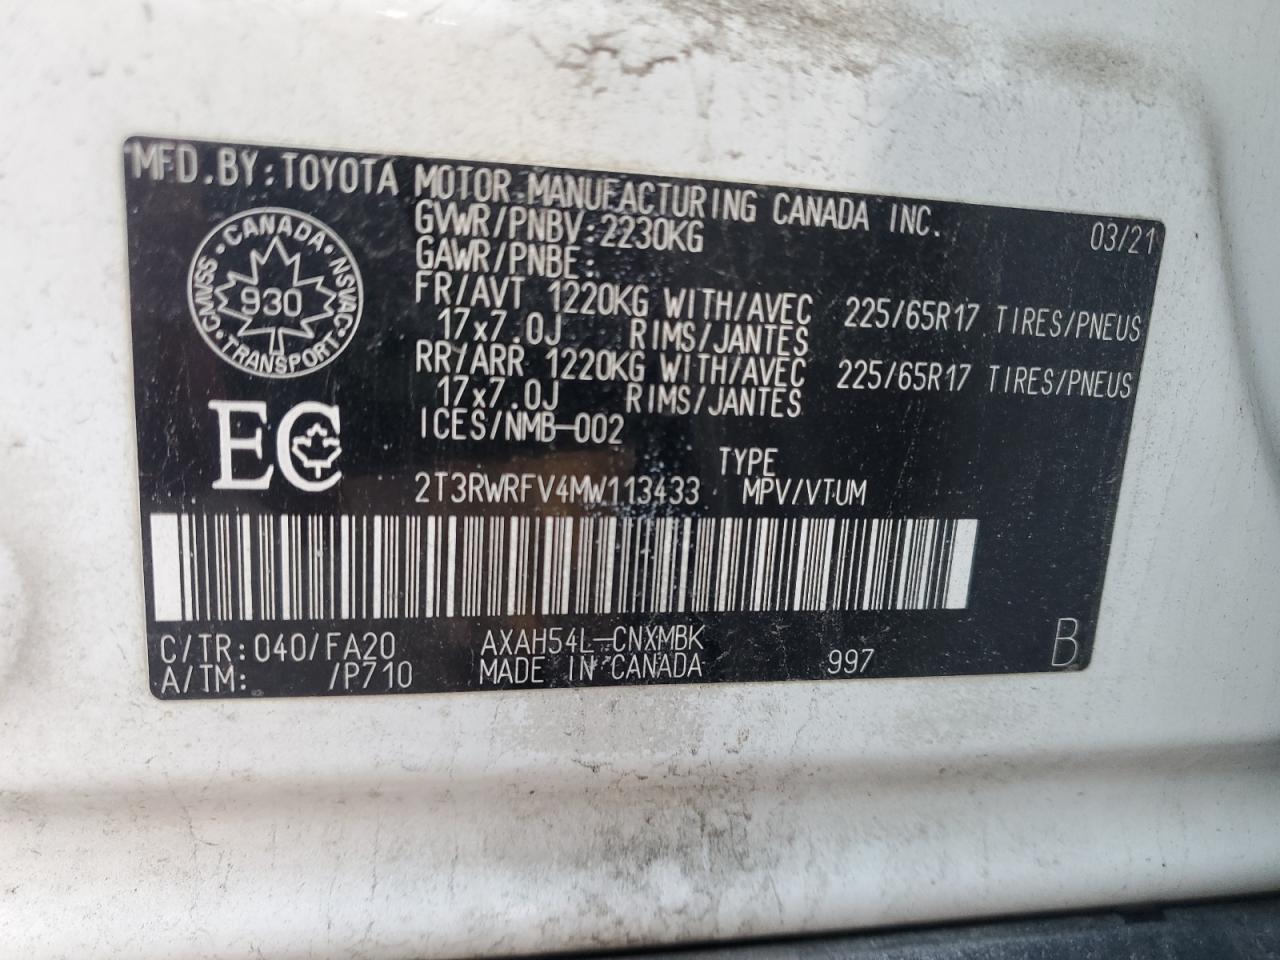 MFD.BY:TOYOTA MOTOR MANUFACTURING CANADA INC. 03/21
GVWR/PNBV:2230KG
GAWR/PNBE:
FR/AVT 1220KG WITH/AVEC 225/65R17 TIRES/PNEUS
17x7.0J RIMS/JANTES
RR/ARR 1220KG WITH/AVEC 225/65R17 TIRES/PNEUS
17x7.0J RIMS/JANTES
ICES/NMB-002
CANADA
CMVSS 930 NSVAC
TRANSPORT
EC
TYPE
2T3RWRFV4MW113433 MPV/VTUM
C/TR:040/FA20 AXAH54L-CNXMBK
A/TM: /P710 MADE IN CANADA 997 B